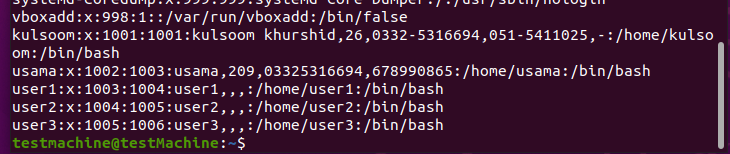 systemd-coredump:x:999:999:systemd Core Dumper:/:/usr/sbin/nologin
vboxadd:x:998:1::/var/run/vboxadd:/bin/false
kulsoom:x:1001:1001:kulsoom khurshid,26,0332-5316694,051-5411025,-:/home/kulso
om:/bin/bash
usama:x:1002:1003:usama,209,03325316694,678990865:/home/usama:/bin/bash
user1:x:1003:1004:user1,,,:/home/user1:/bin/bash
user2:x:1004:1005:user2,,,:/home/user2:/bin/bash
user3:x:1005:1006:user3,,,:/home/user3:/bin/bash
testmachine@testMachine:~$